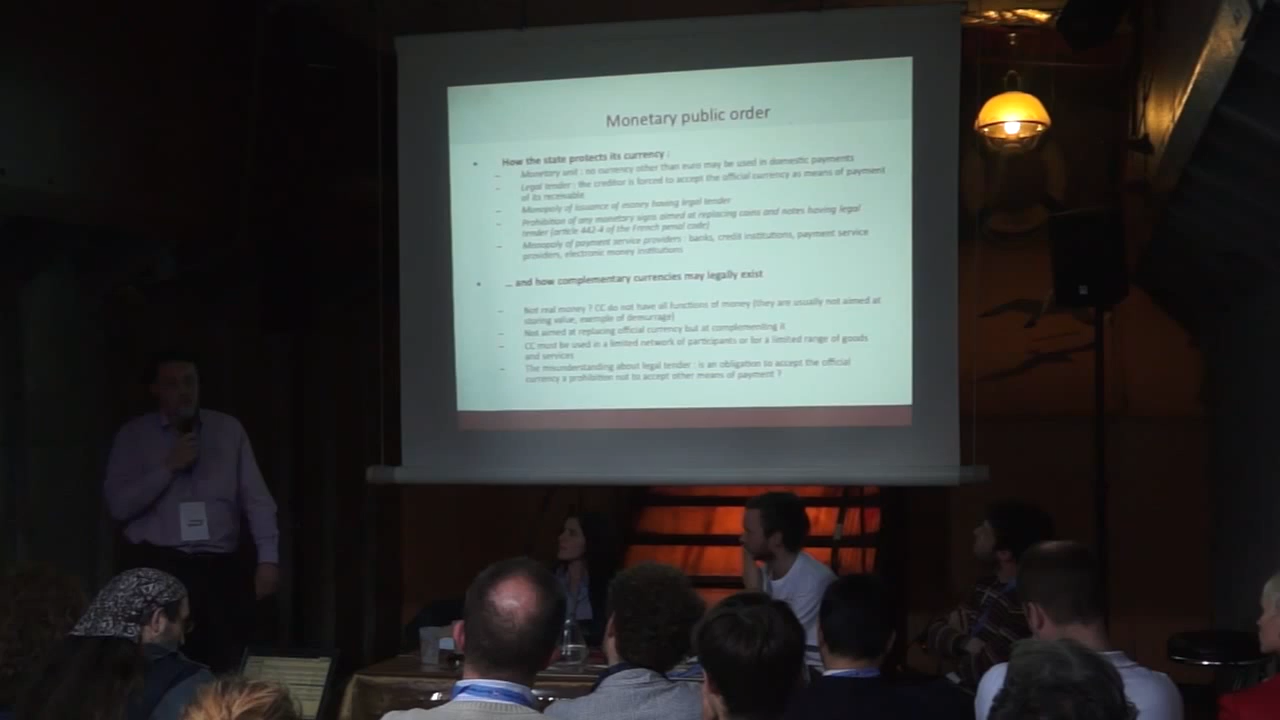 Monetary public order
• How the state protects its currency :
– Monetary unit : no currency other than euro may be used in domestic payments
– Legal tender : the creditor is forced to accept the official currency as means of payment
of its receivable
– Monopoly of issuance of money having legal tender
– Prohibition of any monetary signs aimed at replacing coins and notes having legal
tender (article 442-4 of the French penal code)
– Monopoly of payment service providers : banks, credit institutions, payment service
providers, electronic money institutions
• ... and how complementary currencies may legally exist
– Not real money ? CC do not have all functions of money (they are usually not aimed at
storing value, exemple of demurrage)
– Not aimed at replacing official currency but at complementing it
– CC must be used in a limited network of participants or for a limited range of goods
and services
– The misunderstanding about legal tender : is an obligation to accept the official
currency a prohibition not to accept other means of payment ?